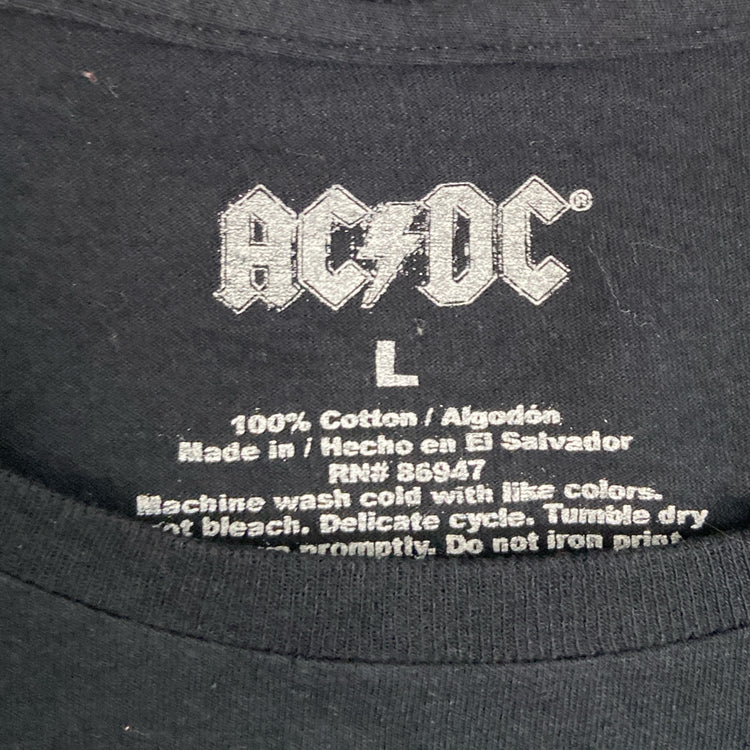 AC⚡DC®
L
100% Cotton / Algodón
Made in / Hecho en El Salvador
RN# 86947
Machine wash cold with like colors.
bleach. Delicate cycle. Tumble dry
promptly. Do not iron print